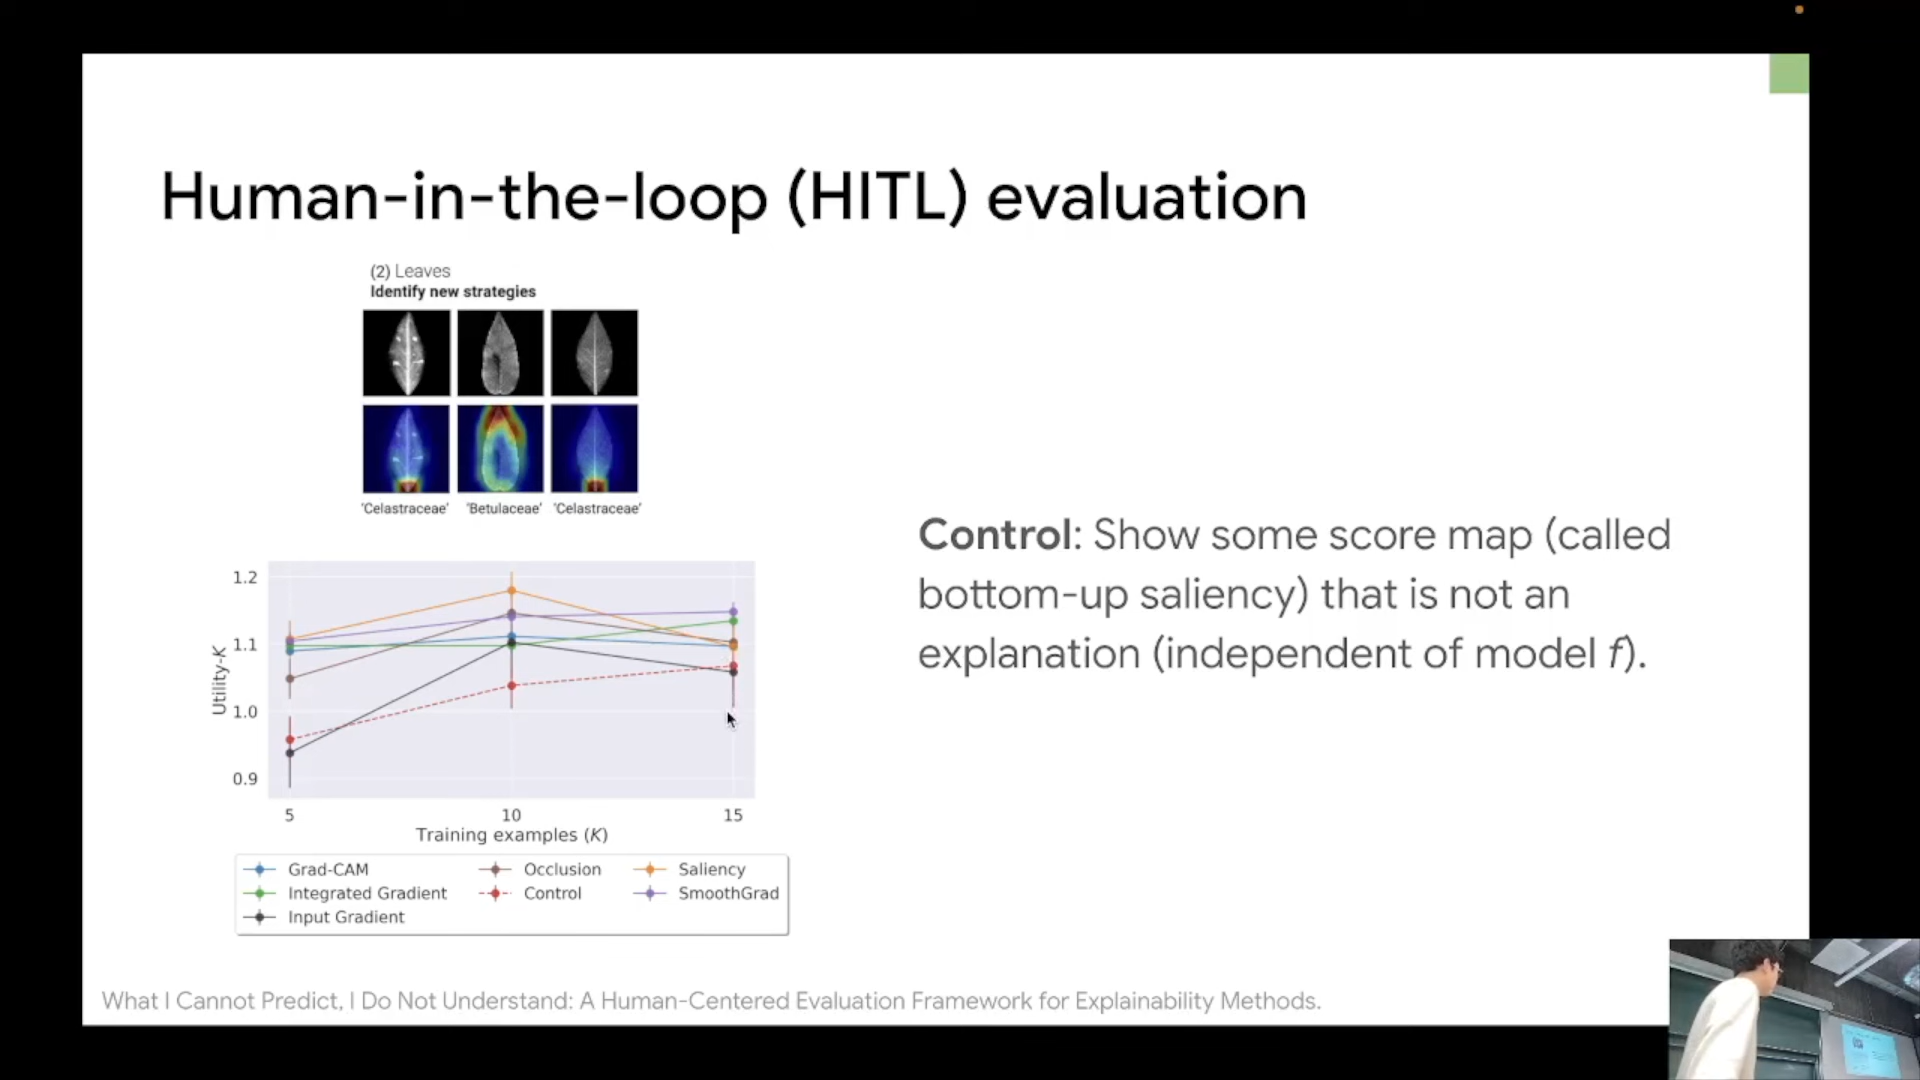 Human-in-the-loop (HITL) evaluation
(2) Leaves
Identify new strategies
'Celastraceae' 'Betulaceae' 'Celastraceae'
Control: Show some score map (called
bottom-up saliency) that is not an
explanation (independent of model f).
1.2
1.1
1.0
0.9
Utility-K
5 10 15
Training examples (K)
Grad-CAM Occlusion Saliency
Integrated Gradient Control SmoothGrad
Input Gradient
What I Cannot Predict, I Do Not Understand: A Human-Centered Evaluation Framework for Explainability Methods.